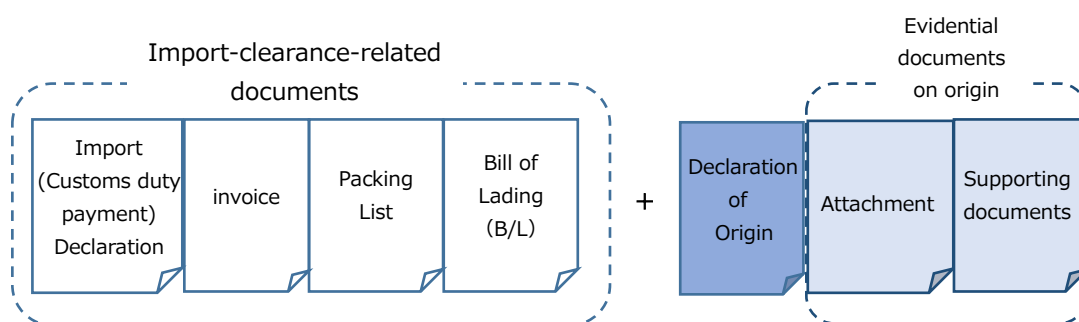 Import-clearance-related
documents
Evidential
documents
on origin
Import
(Customs duty
payment)
Declaration
invoice
Packing
List
Bill of
Lading
（B/L）
+
Declaration
of
Origin
Attachment
Supporting
documents